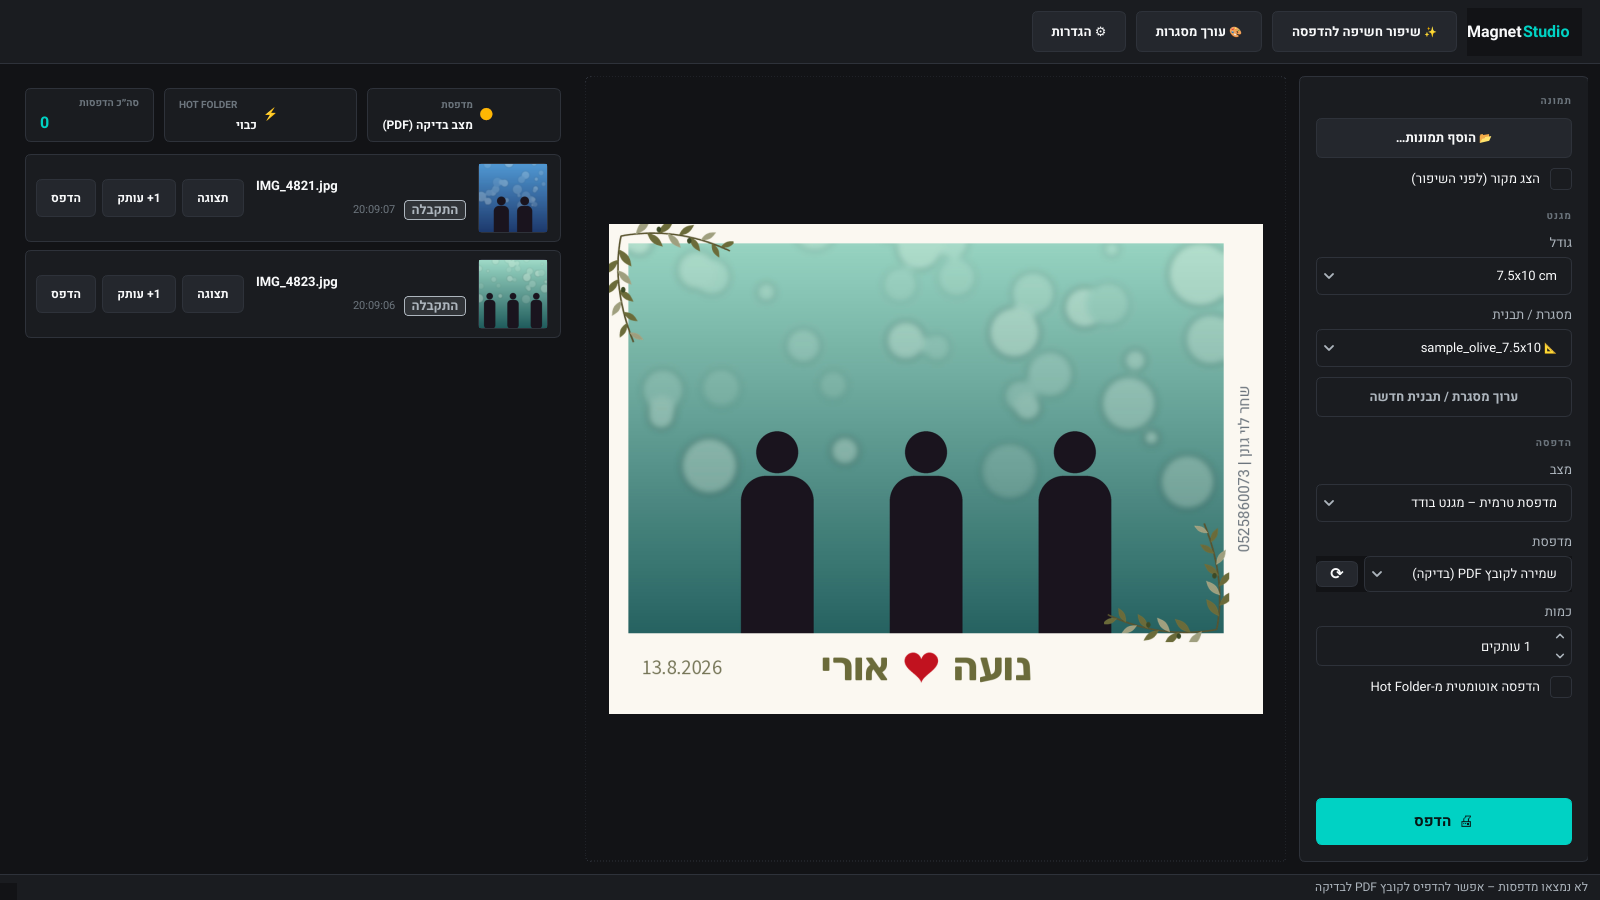 MagnetStudio
✨ שיפור חשיפה להדפסה
🎨 עורך מסגרות
⚙ הגדרות
תמונה
📂 הוסף תמונות...
הצג מקור (לפני השיפור)
מגנט
גודל
7.5x10 cm
מסגרת / תבנית
📐 sample_olive_7.5x10
ערוך מסגרת / תבנית חדשה
הדפסה
מצב
מדפסת טרמית – מגנט בודד
מדפסת
שמירה לקובץ PDF (בדיקה)
⟳
כמות
1 עותקים
הדפסה אוטומטית מ-Hot Folder
🖨 הדפס
שחר לוי גונן | 0525860073
נועה ❤ אורי
13.8.2026
מדפסת
מצב בדיקה (PDF)
⚡ HOT FOLDER
כבוי
סה״כ הדפסות
0
IMG_4821.jpg
התקבלה 20:09:07
תצוגה
+1 עותק
הדפס
IMG_4823.jpg
התקבלה 20:09:06
תצוגה
+1 עותק
הדפס
לא נמצאו מדפסות – אפשר להדפיס לקובץ PDF לבדיקה